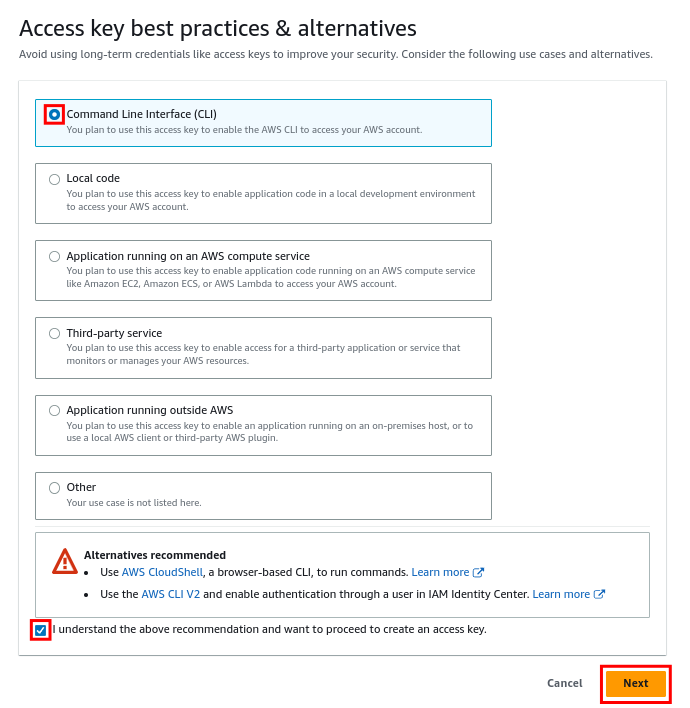 Access key best practices & alternatives
Avoid using long-term credentials like access keys to improve your security. Consider the following use cases and alternatives.
Command Line Interface (CLI)
You plan to use this access key to enable the AWS CLI to access your AWS account.
Local code
You plan to use this access key to enable application code in a local development environment
to access your AWS account.
Application running on an AWS compute service
You plan to use this access key to enable application code running on an AWS compute service
like Amazon EC2, Amazon ECS, or AWS Lambda to access your AWS account.
Third-party service
You plan to use this access key to enable access for a third-party application or service that
monitors or manages your AWS resources.
Application running outside AWS
You plan to use this access key to enable an application running on an on-premises host, or to
use a local AWS client or third-party AWS plugin.
Other
Your use case is not listed here.
Alternatives recommended
• Use AWS CloudShell, a browser-based CLI, to run commands. Learn more
• Use the AWS CLI V2 and enable authentication through a user in IAM Identity Center. Learn more
I understand the above recommendation and want to proceed to create an access key.
Cancel Next